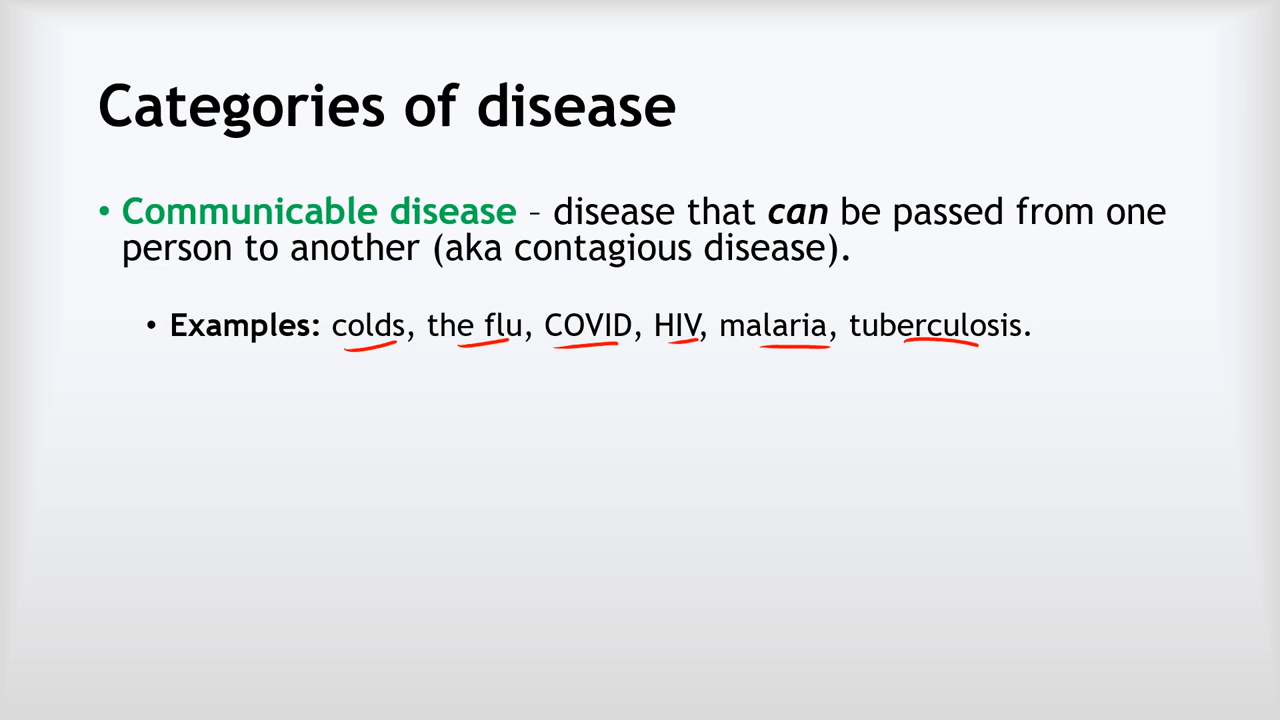 Categories of disease
• Communicable disease – disease that can be passed from one
person to another (aka contagious disease).
• Examples: colds, the flu, COVID, HIV, malaria, tuberculosis.